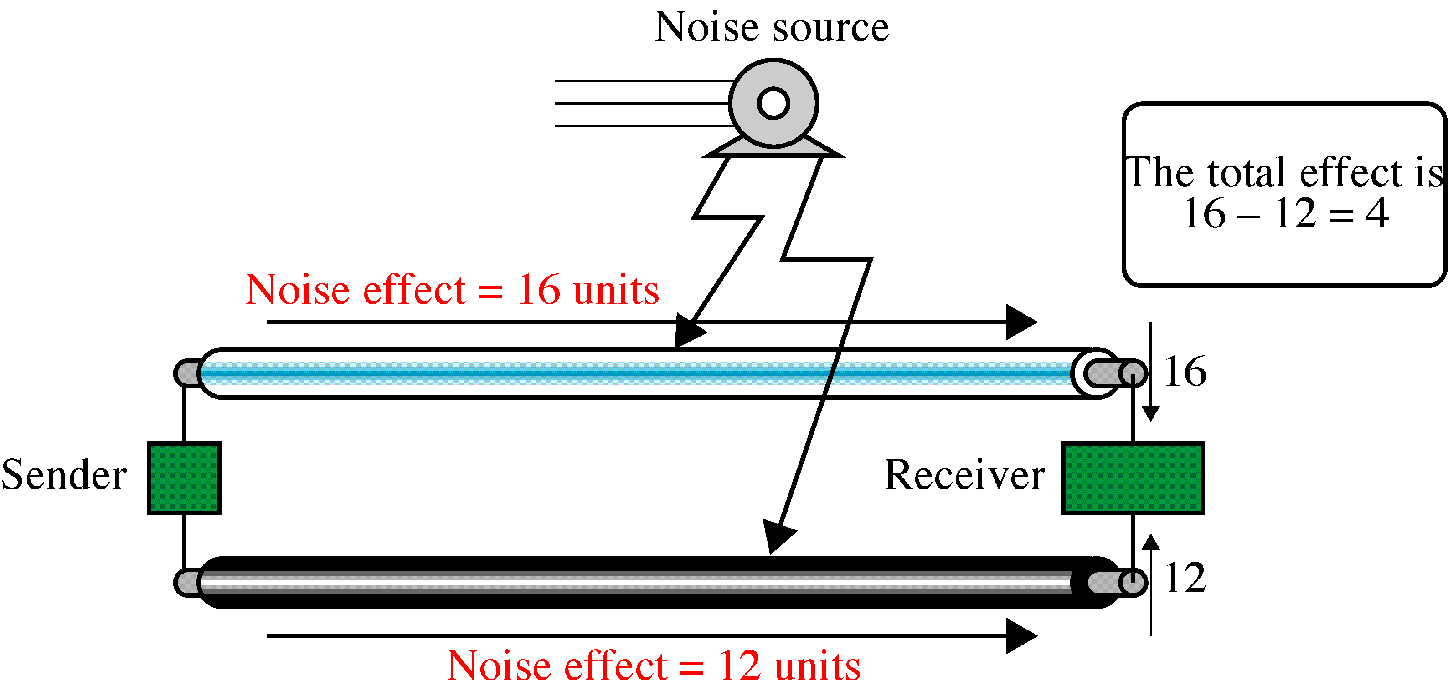 Noise source
The total effect is
16 – 12 = 4
Noise effect = 16 units
16
Sender
Receiver
12
Noise effect = 12 units